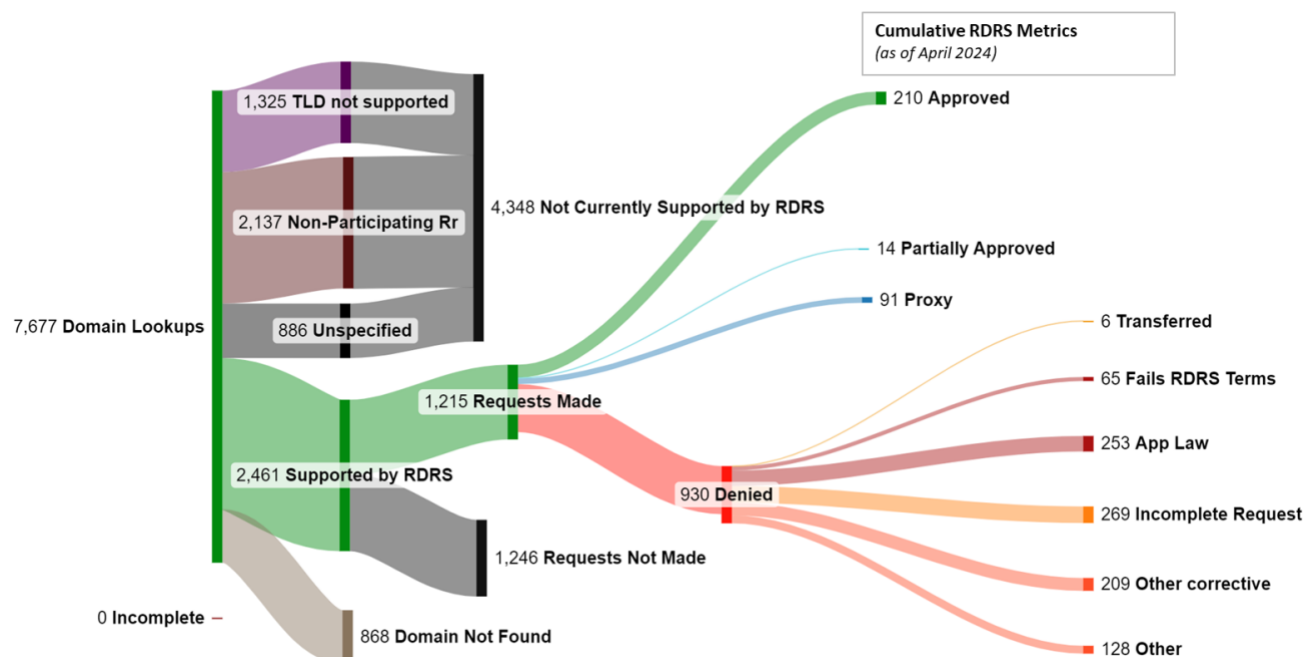 Cumulative RDRS Metrics
(as of April 2024)
210 Approved
1,325 TLD not supported
4,348 Not Currently Supported by RDRS
2,137 Non-Participating Rr
14 Partially Approved
91 Proxy
7,677 Domain Lookups
886 Unspecified
6 Transferred
65 Fails RDRS Terms
1,215 Requests Made
253 App Law
2,461 Supported by RDRS
930 Denied
269 Incomplete Request
1,246 Requests Not Made
209 Other corrective
0 Incomplete
868 Domain Not Found
128 Other